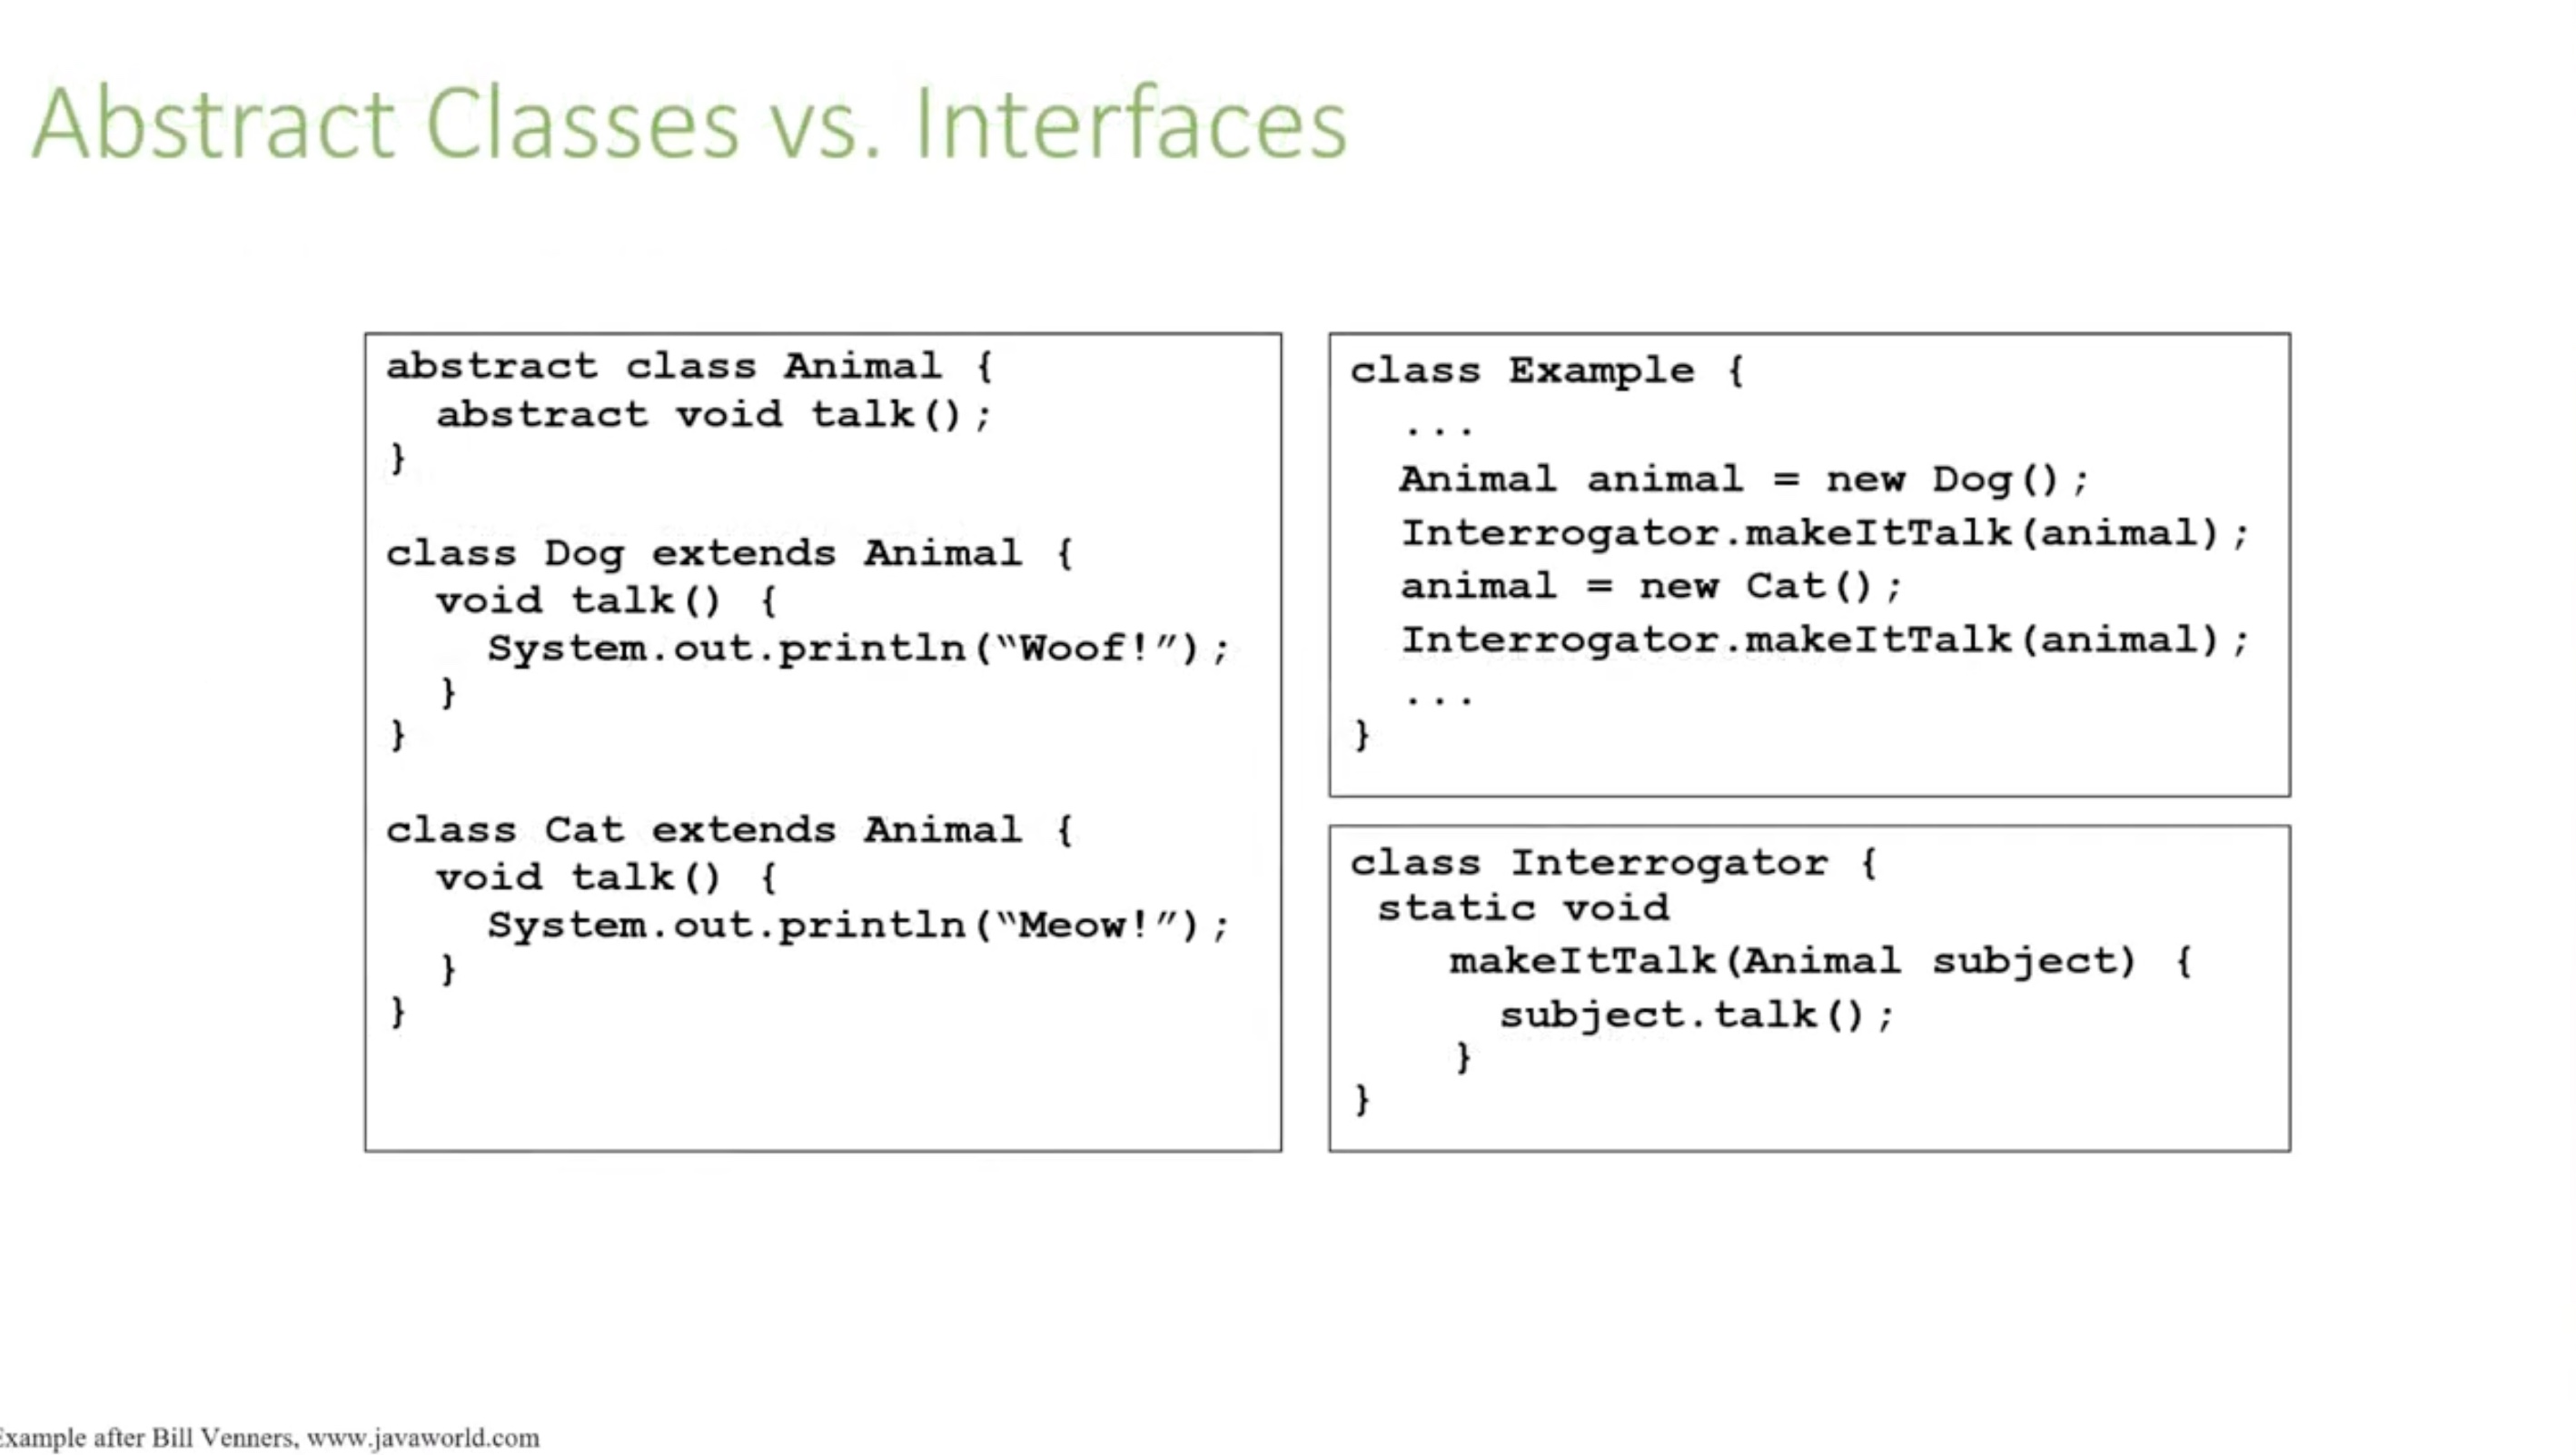 Abstract Classes vs. Interfaces
abstract class Animal {
abstract void talk();
}
class Dog extends Animal {
void talk() {
System.out.println(“Woof!”);
}
}
class Cat extends Animal {
void talk() {
System.out.println(“Meow!”);
}
}
class Example {
...
Animal animal = new Dog();
Interrogator.makeItTalk(animal);
animal = new Cat();
Interrogator.makeItTalk(animal);
...
}
class Interrogator {
static void
makeItTalk(Animal subject) {
subject.talk();
}
}
Example after Bill Venners, www.javaworld.com